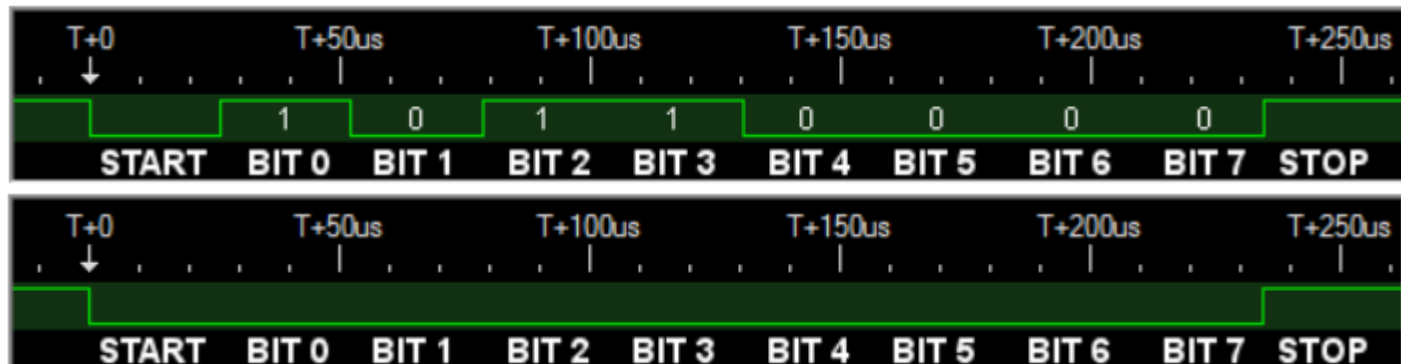 T+0 T+50us T+100us T+150us T+200us T+250us
1 0 1 1 0 0 0 0
START BIT 0 BIT 1 BIT 2 BIT 3 BIT 4 BIT 5 BIT 6 BIT 7 STOP
T+0 T+50us T+100us T+150us T+200us T+250us
START BIT 0 BIT 1 BIT 2 BIT 3 BIT 4 BIT 5 BIT 6 BIT 7 STOP